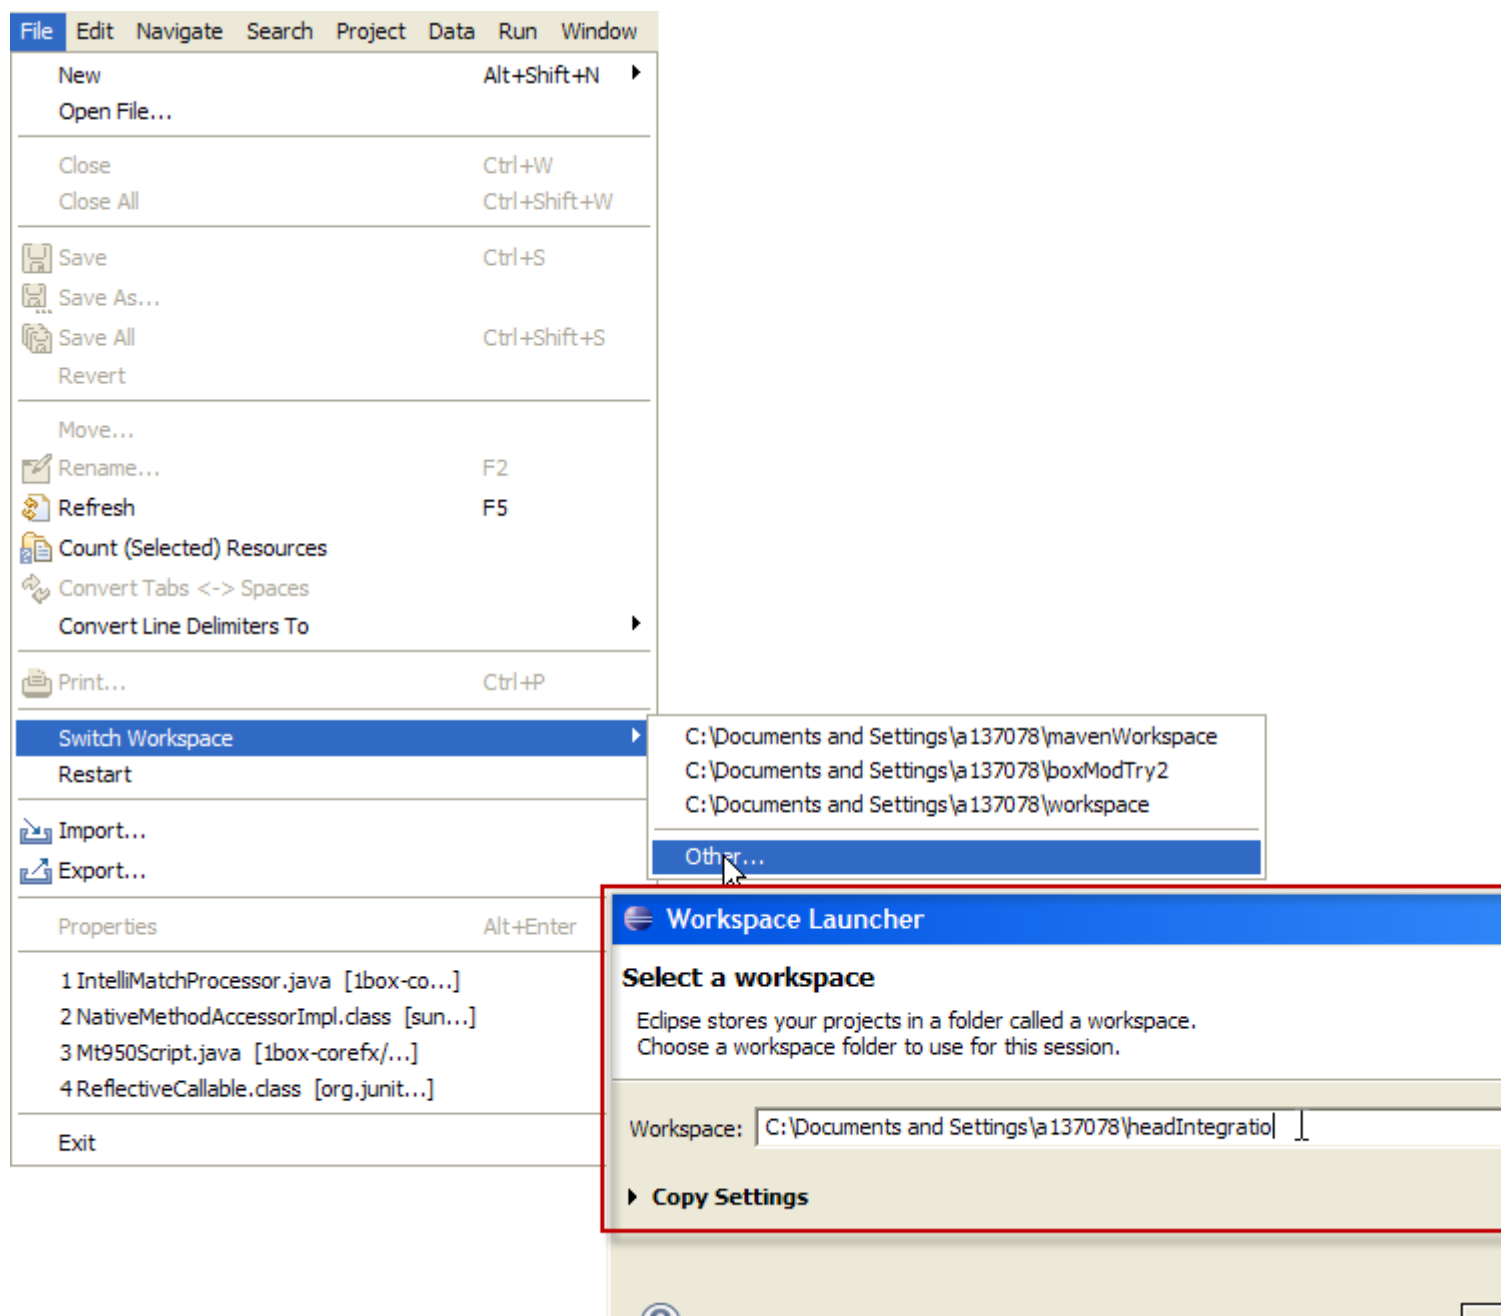 File Edit Navigate Search Project Data Run Window
New Alt+Shift+N
Open File...
Close Ctrl+W
Close All Ctrl+Shift+W
Save Ctrl+S
Save As...
Save All Ctrl+Shift+S
Revert
Move...
Rename... F2
Refresh F5
Count (Selected) Resources
Convert Tabs <-> Spaces
Convert Line Delimiters To
Print... Ctrl+P
Switch Workspace
Restart
Import...
Export...
Properties Alt+Enter
1 IntelliMatchProcessor.java [1box-co...]
2 NativeMethodAccessorImpl.class [sun...]
3 Mt950Script.java [1box-corefx/...]
4 ReflectiveCallable.class [org.junit...]
Exit
C:\Documents and Settings\a137078\mavenWorkspace
C:\Documents and Settings\a137078\boxModTry2
C:\Documents and Settings\a137078\workspace
Other...
Workspace Launcher
Select a workspace
Eclipse stores your projects in a folder called a workspace.
Choose a workspace folder to use for this session.
Workspace: C:\Documents and Settings\a137078\headIntegratio
Copy Settings